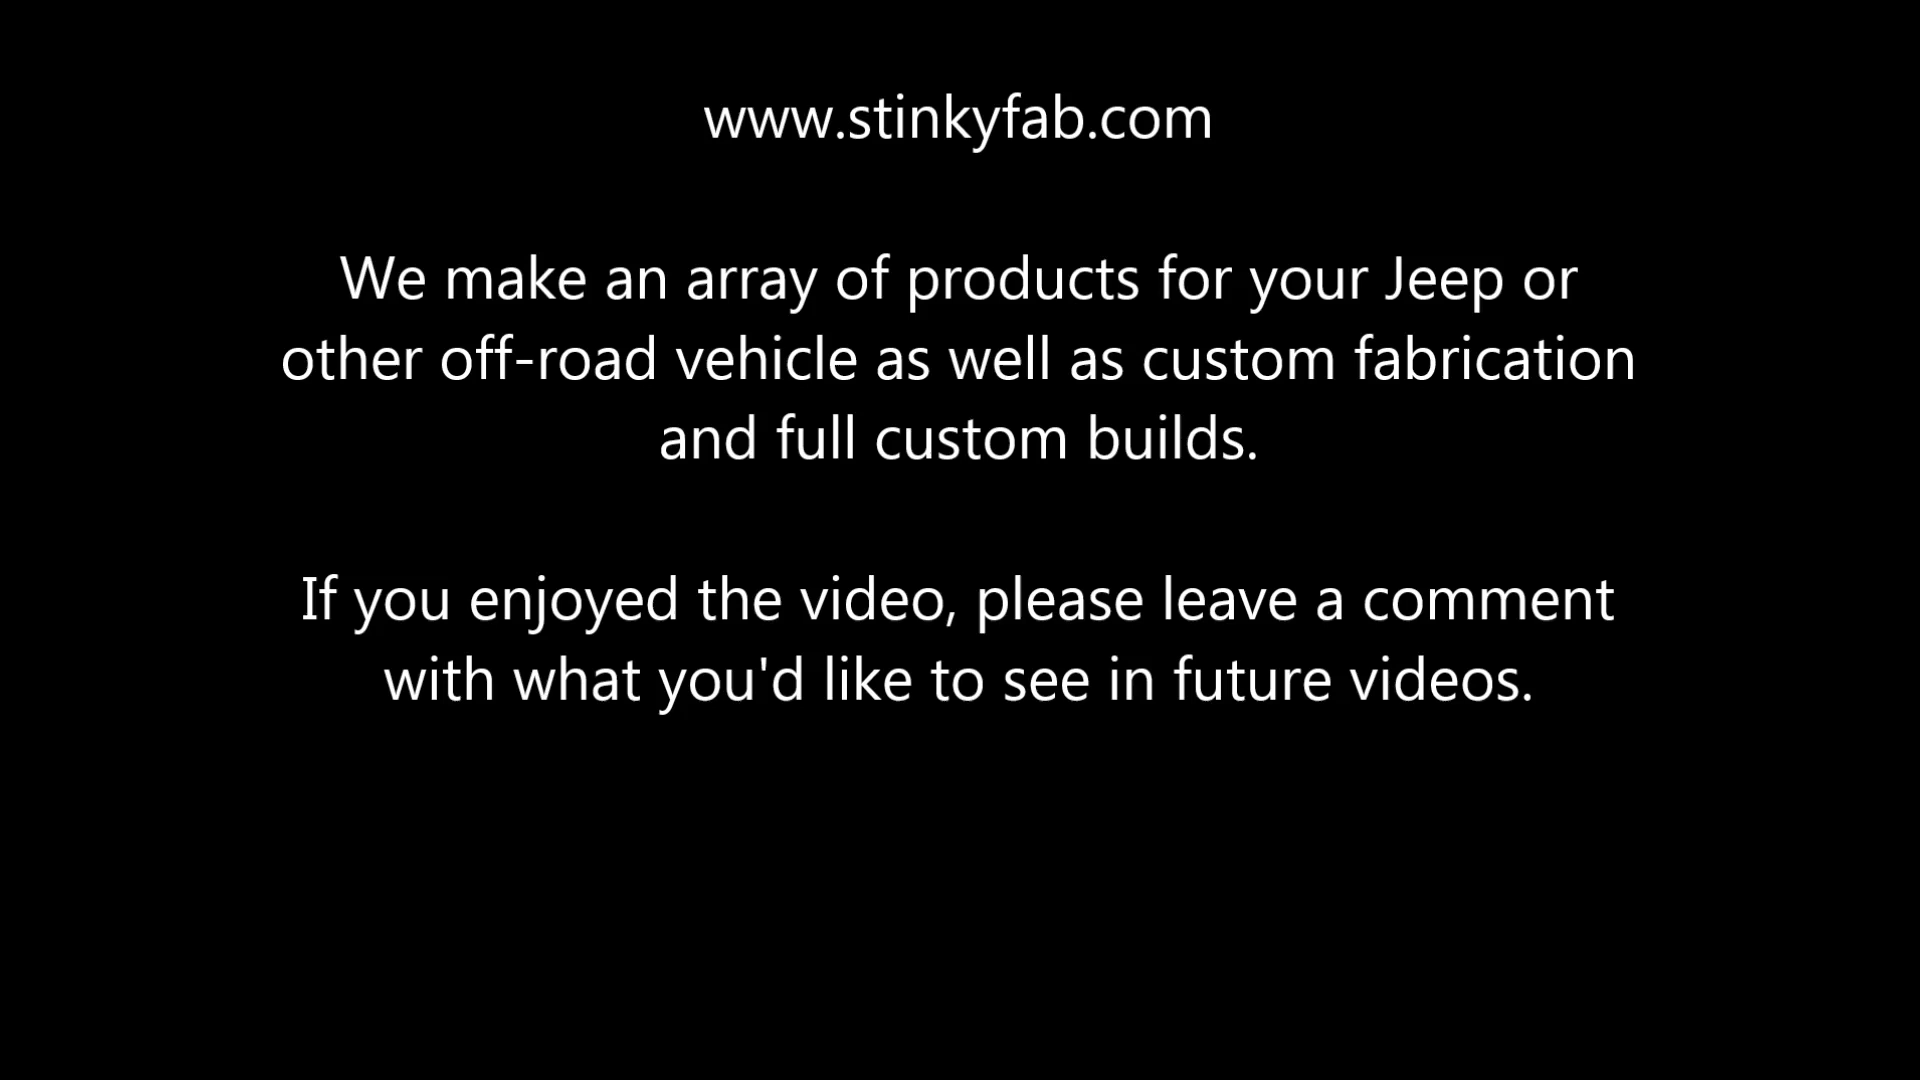 www.stinkyfab.com
We make an array of products for your Jeep or
other off-road vehicle as well as custom fabrication
and full custom builds.
If you enjoyed the video, please leave a comment
with what you'd like to see in future videos.